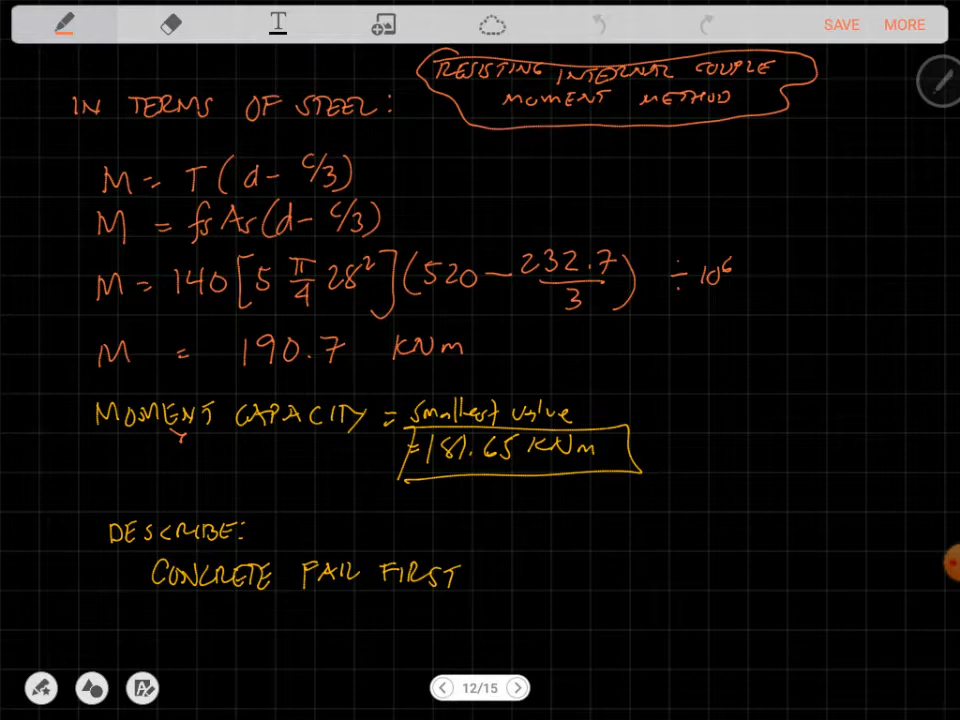 SAVE MORE
RESISTING INTERNAL COUPLE
MOMENT METHOD
IN TERMS OF STEEL:
M = T(d - c/3)
M = fs As(d - c/3)
M = 140[5 π/4 28²](520 - 232.7/3) ÷ 10⁶
M = 190.7 KNm
MOMENT CAPACITY = smallest value
= 181.65 KNm
DESCRIBE:
CONCRETE FAIL FIRST
12/15